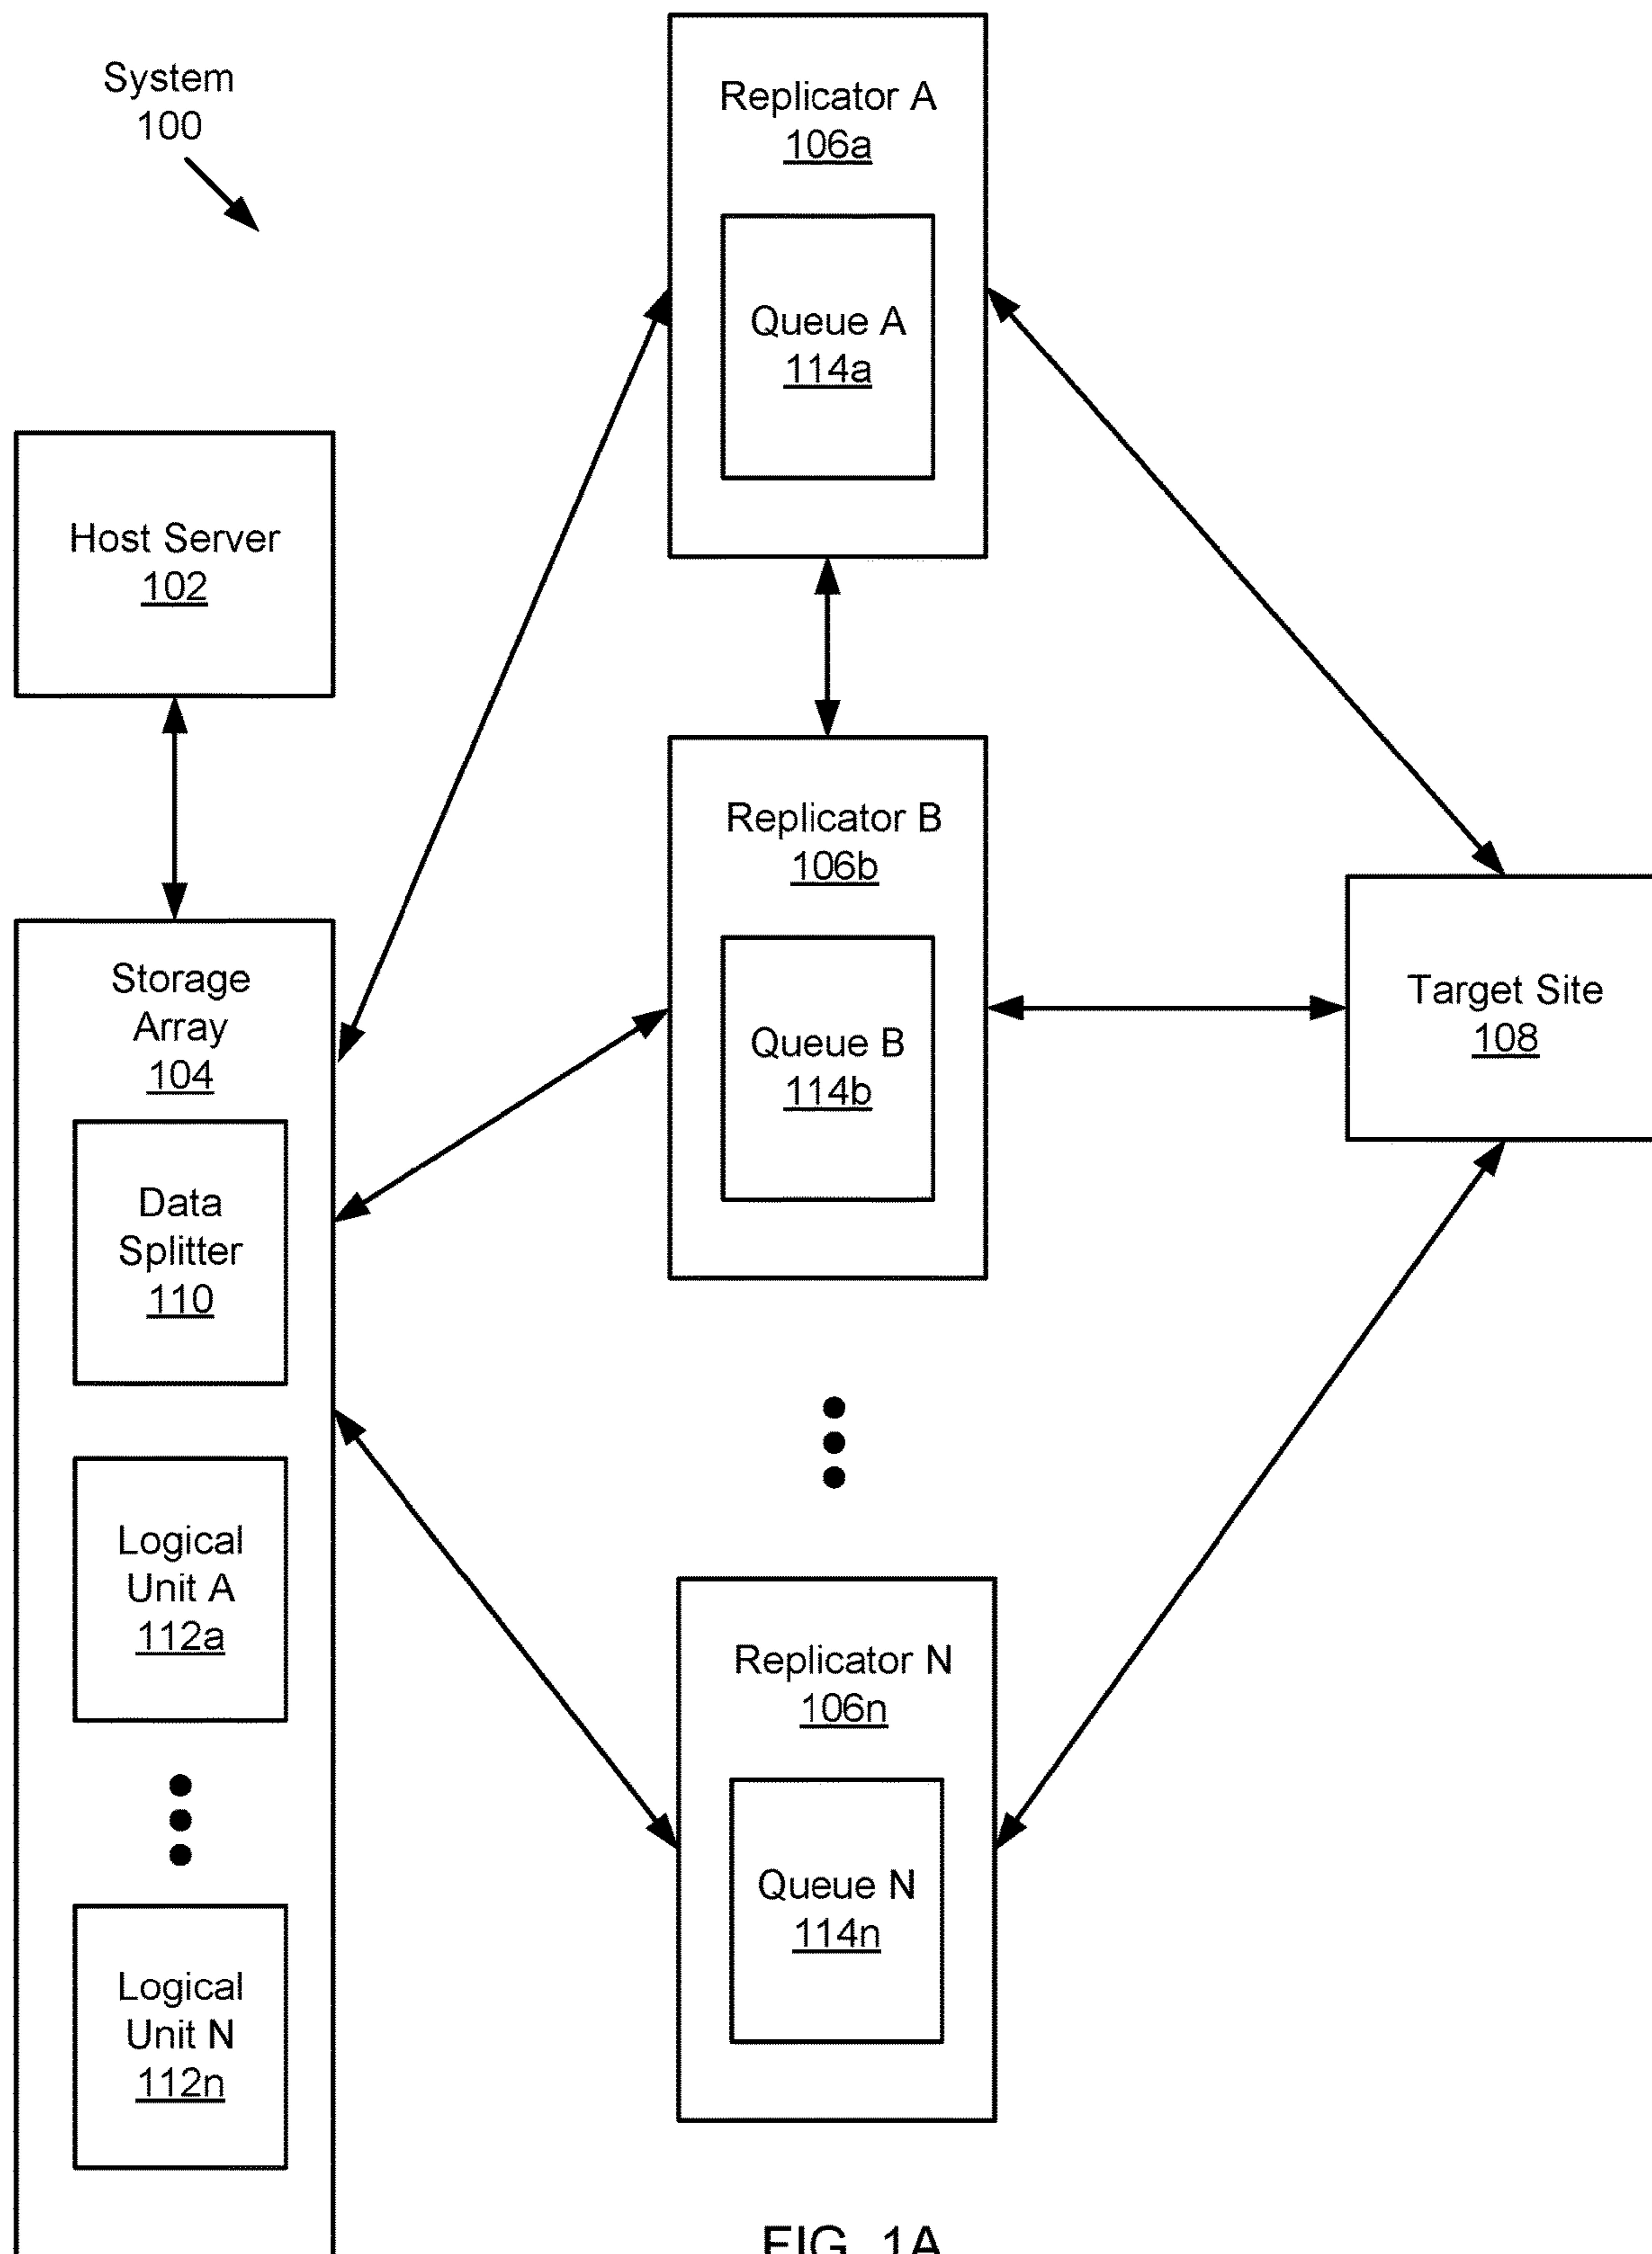 System
100
Replicator A
106a
Queue A
114a
Host Server
102
Replicator B
106b
Queue B
114b
Storage
Array
104
Data
Splitter
110
Logical
Unit A
112a
Logical
Unit N
112n
Target Site
108
Replicator N
106n
Queue N
114n
FIG. 1A